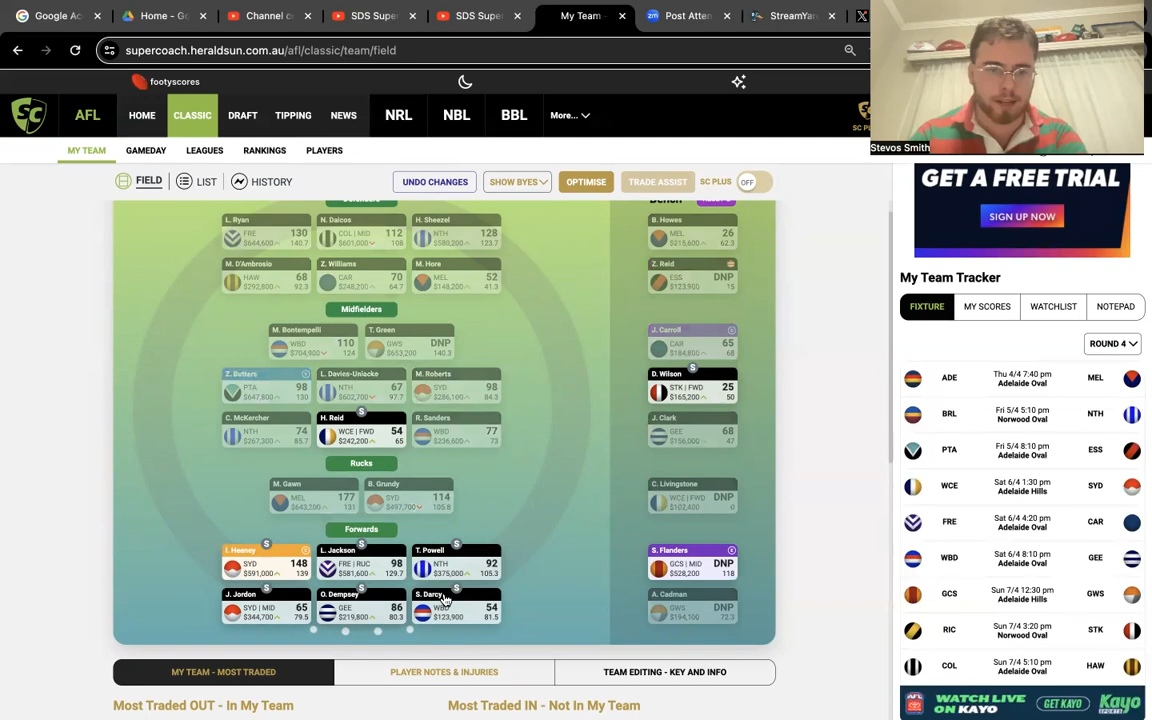 Google Ac
Home - G
Channel c
SDS Super
SDS Super
My Team -
Post Atten
StreamYar
supercoach.heraldsun.com.au/afl/classic/team/field
footyscores
AFL
HOME
CLASSIC
DRAFT
TIPPING
NEWS
NRL
NBL
BBL
More...
Stevos Smith
MY TEAM
GAMEDAY
LEAGUES
RANKINGS
PLAYERS
FIELD
LIST
HISTORY
UNDO CHANGES
SHOW BYES
OPTIMISE
TRADE ASSIST
SC PLUS
OFF
L. Ryan
FRE 130
$644,600 140.7
N. Daicos
COL | MID 112
$601,000 108
H. Sheezel
NTH 128
$580,200 123.7
B. Howes
MEL 26
$215,600 62.3
M. D'Ambrosio
HAW 68
$292,800 92.3
Z. Williams
CAR 70
$248,200 64.7
M. Hore
MEL 52
$148,200 41.3
Z. Reid
ESS DNP
$123,900 15
Midfielders
M. Bontempelli
WBD 110
$704,900 124
T. Green
GWS DNP
$653,200 140.3
J. Carroll
CAR 65
$184,800 68
Z. Butters
PTA 98
$647,800 130
L. Davies-Uniacke
NTH 67
$602,700 97.7
M. Roberts
SYD 98
$286,100 84.3
D. Wilson
STK | FWD 25
$165,200 50
C. McKercher
NTH 74
$267,300 85.7
H. Reid
WCE | FWD 54
$242,200 65
R. Sanders
WBD 77
$236,600 73
J. Clark
GEE 68
$156,000 47
Rucks
M. Gawn
MEL 177
$643,200 131
B. Grundy
SYD 114
$497,700 105.8
C. Livingstone
WCE | FWD DNP
$102,400 0
Forwards
I. Heeney
SYD 148
$591,000 139
L. Jackson
FRE | RUC 98
$581,600 129.7
T. Powell
NTH 92
$375,000 105.3
S. Flanders
GCS | MID DNP
$528,200 118
J. Jordon
SYD | MID 65
$344,700 79.5
O. Dempsey
GEE 86
$219,800 80.3
S. Darcy
WBD 54
$123,900 81.5
A. Cadman
GWS DNP
$194,100 72.3
MY TEAM - MOST TRADED
PLAYER NOTES & INJURIES
TEAM EDITING - KEY AND INFO
Most Traded OUT - In My Team
Most Traded IN - Not In My Team
GET A FREE TRIAL
SIGN UP NOW
My Team Tracker
FIXTURE
MY SCORES
WATCHLIST
NOTEPAD
ROUND 4
ADE Thu 4/4 7:40 pm MEL
Adelaide Oval
BRL Fri 5/4 5:10 pm NTH
Norwood Oval
PTA Fri 5/4 8:10 pm ESS
Adelaide Oval
WCE Sat 6/4 1:30 pm SYD
Adelaide Hills
FRE Sat 6/4 4:20 pm CAR
Adelaide Oval
WBD Sat 6/4 8:10 pm GEE
Adelaide Oval
GCS Sun 7/4 12:30 pm GWS
Adelaide Hills
RIC Sun 7/4 3:20 pm STK
Norwood Oval
COL Sun 7/4 5:10 pm HAW
Adelaide Oval
WATCH LIVE
ON KAYO
GET KAYO
Kayo